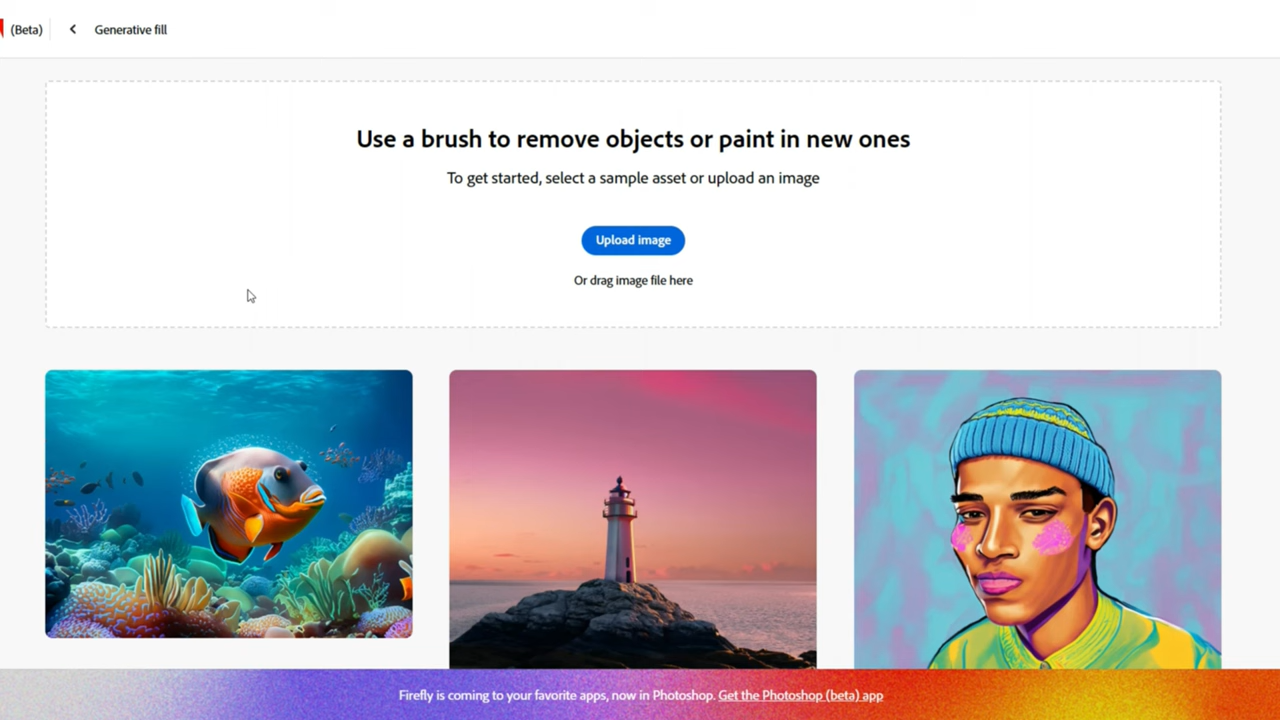 (Beta)
Generative fill
Use a brush to remove objects or paint in new ones
To get started, select a sample asset or upload an image
Upload image
Or drag image file here
Firefly is coming to your favorite apps, now in Photoshop. Get the Photoshop (beta) app